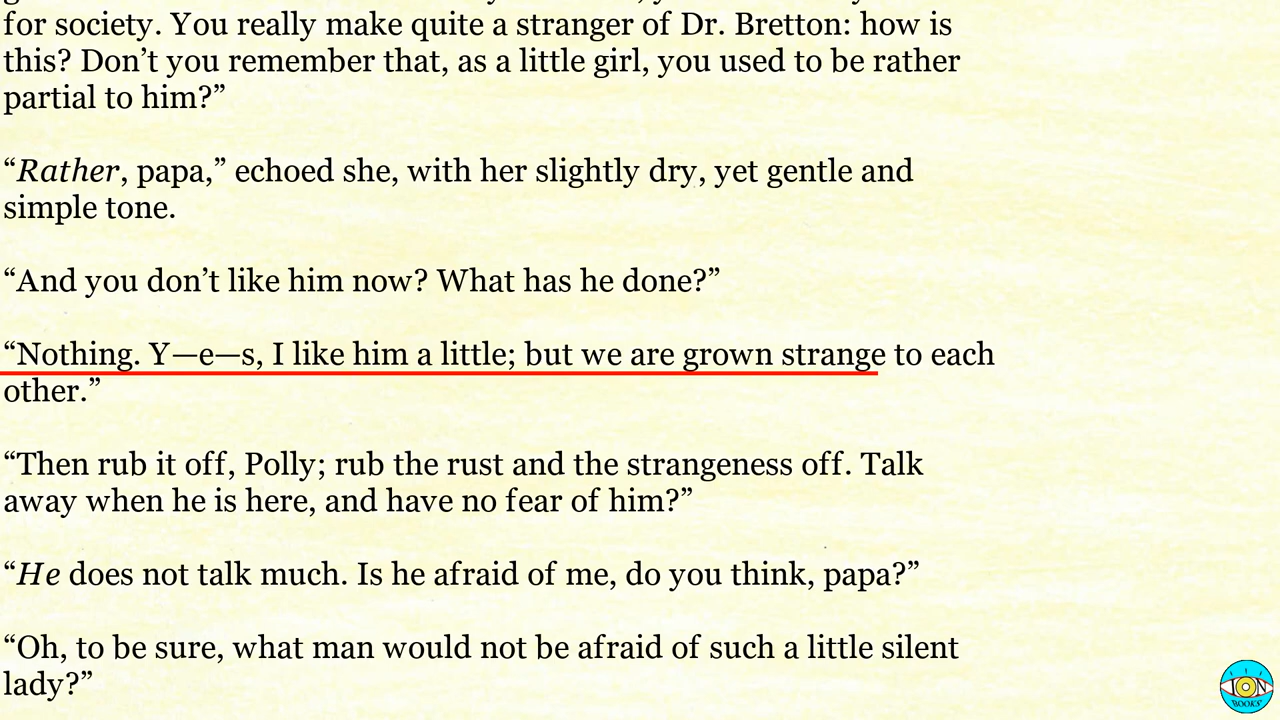 for society. You really make quite a stranger of Dr. Bretton: how is
this? Don’t you remember that, as a little girl, you used to be rather
partial to him?”
“Rather, papa,” echoed she, with her slightly dry, yet gentle and
simple tone.
“And you don’t like him now? What has he done?”
“Nothing. Y—e—s, I like him a little; but we are grown strange to each
other.”
“Then rub it off, Polly; rub the rust and the strangeness off. Talk
away when he is here, and have no fear of him?”
“He does not talk much. Is he afraid of me, do you think, papa?”
“Oh, to be sure, what man would not be afraid of such a little silent
lady?”
ION
BOOKS